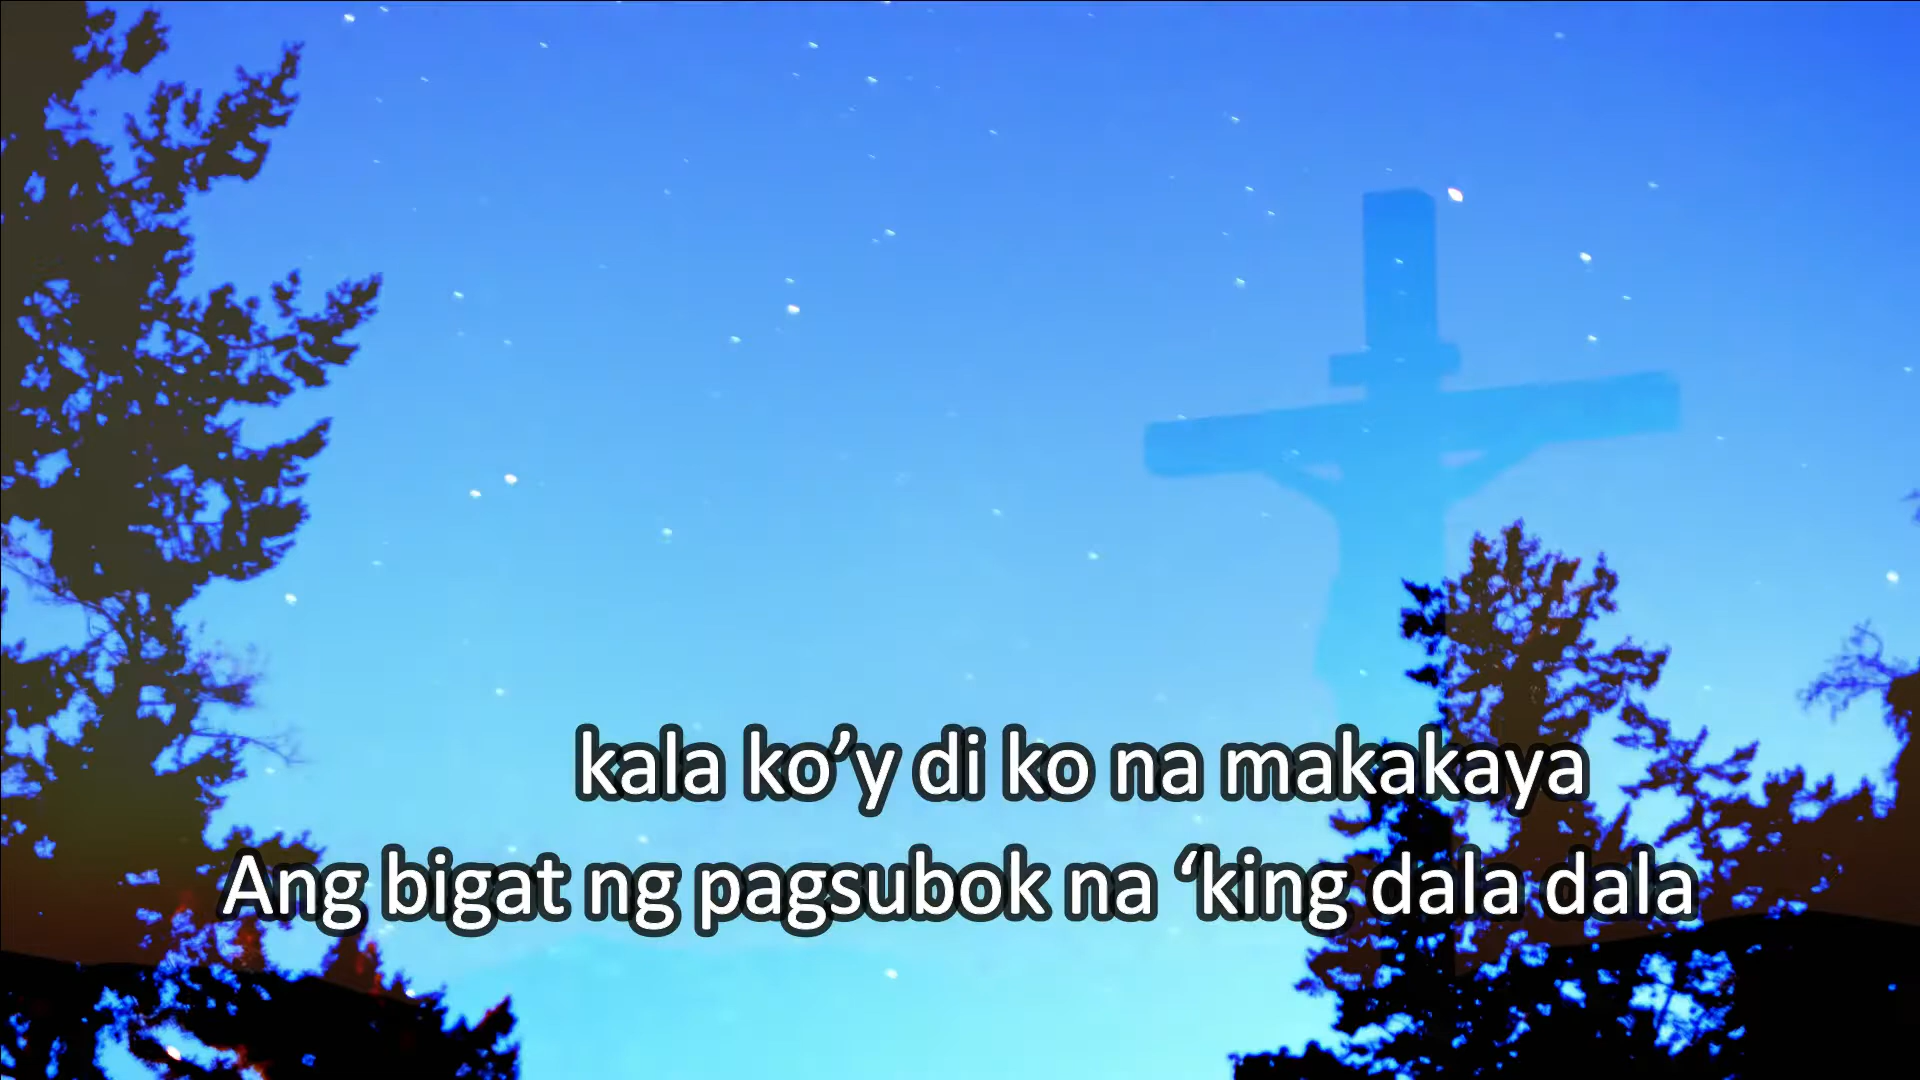 kala ko’y di ko na makakaya
Ang bigat ng pagsubok na ‘king dala dala